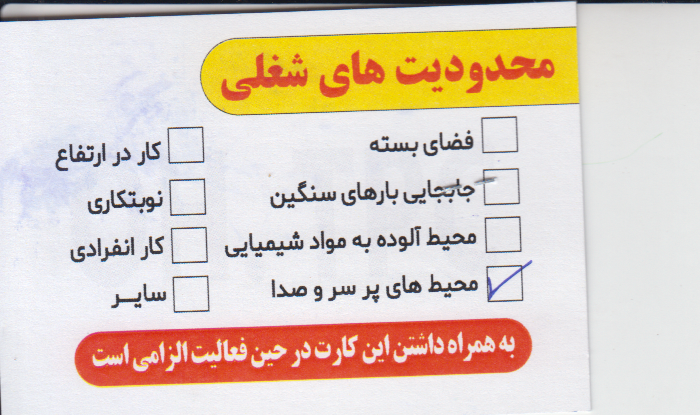 محدودیت های شغلی
فضای بسته
جابجایی بارهای سنگین
محیط آلوده به مواد شیمیایی
محیط های پر سر و صدا
کار در ارتفاع
نوبتکاری
کار انفرادی
سایـر
به همراه داشتن این کارت در حین فعالیت الزامی است